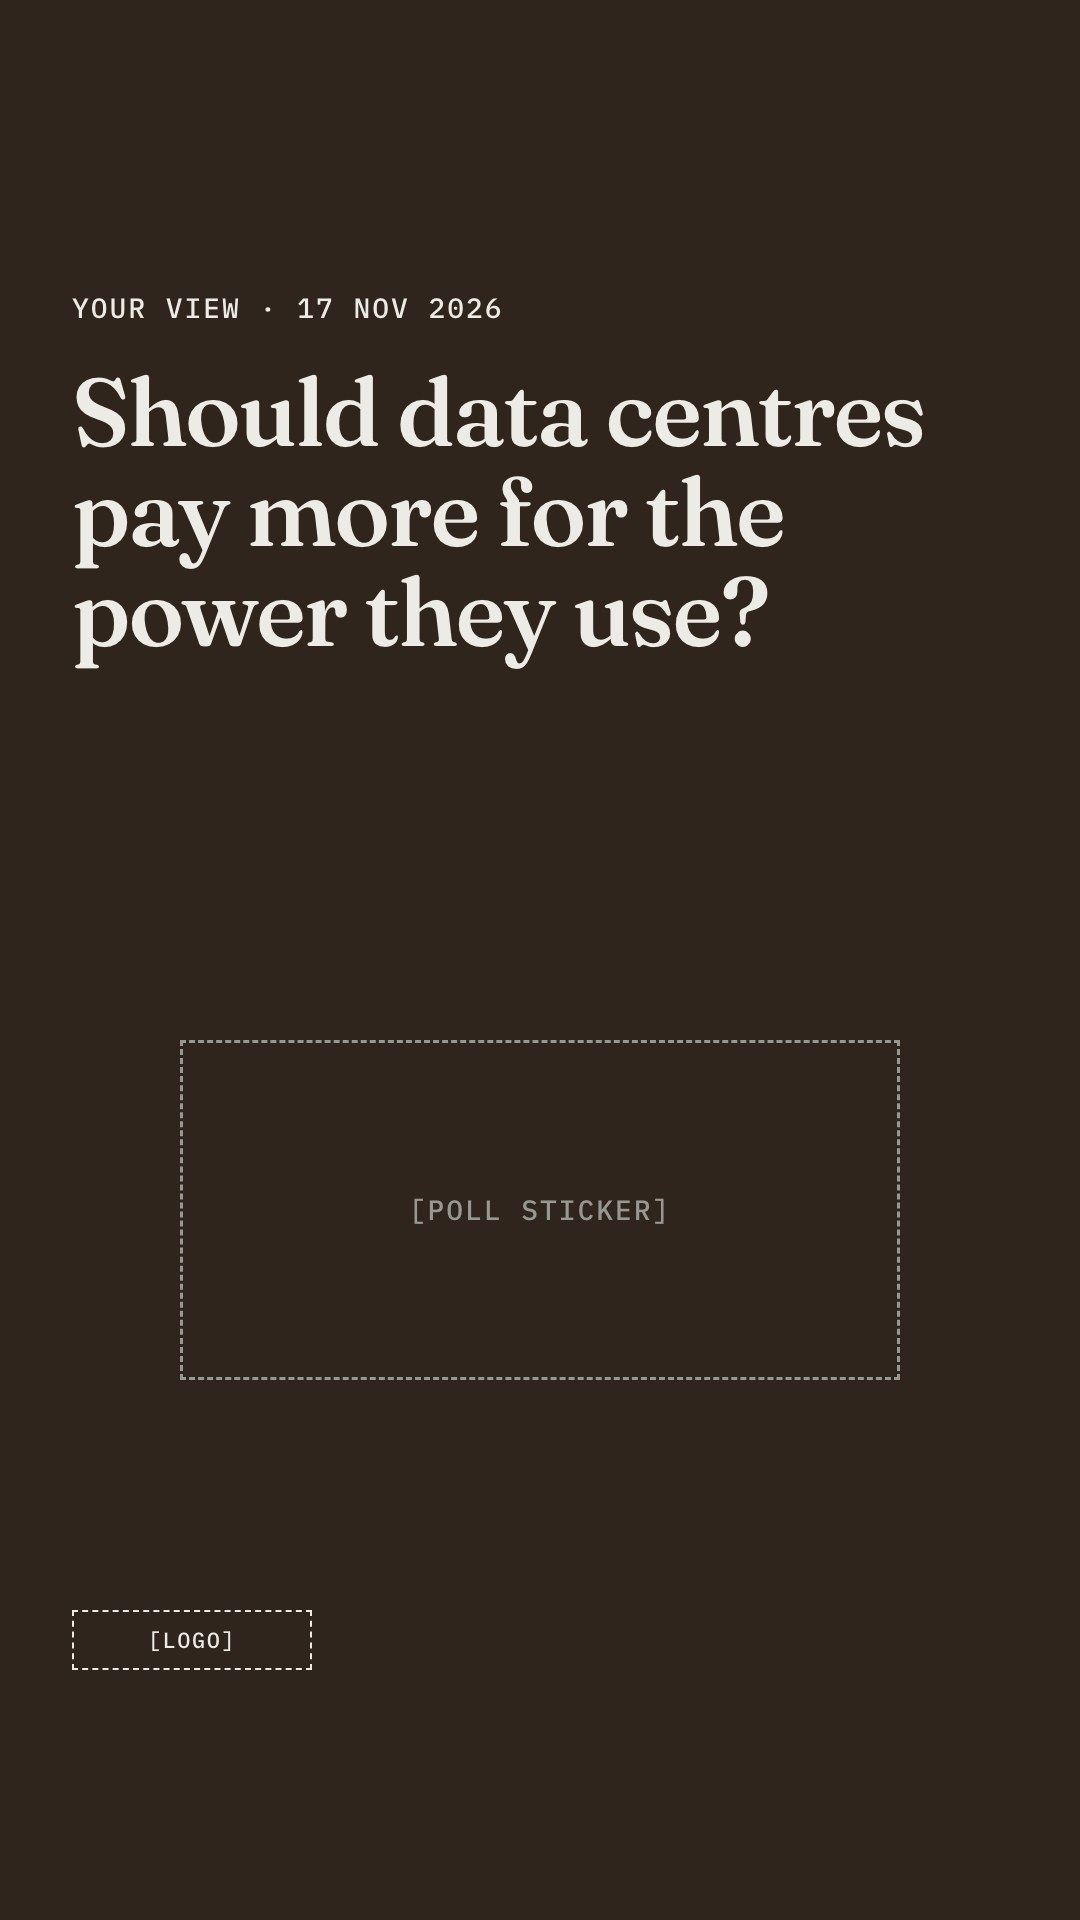 YOUR VIEW · 17 NOV 2026
Should data centres
pay more for the
power they use?
[POLL STICKER]
[LOGO]